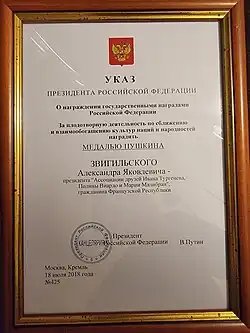 УКАЗ
ПРЕЗИДЕНТА РОССИЙСКОЙ ФЕДЕРАЦИИ
О награждении государственными наградами
Российской Федерации
За плодотворную деятельность по сближению
и взаимообогащению культур наций и народностей
наградить
МЕДАЛЬЮ ПУШКИНА
ЗВИГИЛЬСКОГО
Александра Яковлевича -
президента "Ассоциации друзей Ивана Тургенева,
Полины Виардо и Марии Малибран",
гражданина Французской Республики
Президент
Российской Федерации В.Путин
КАНЦЕЛЯРИЯ
Москва, Кремль
18 июля 2018 года
№425